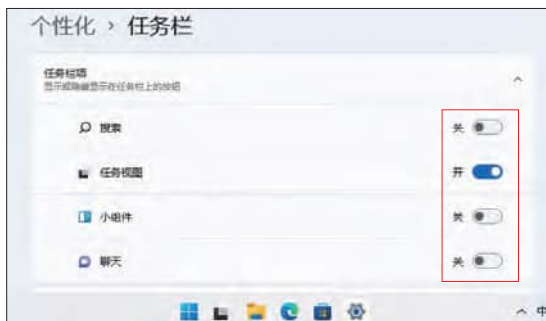 个性化 › 任务栏
任务栏项
显示或隐藏显示在任务栏上的按钮
搜索 关
任务视图 开
小组件 关
聊天 关
中